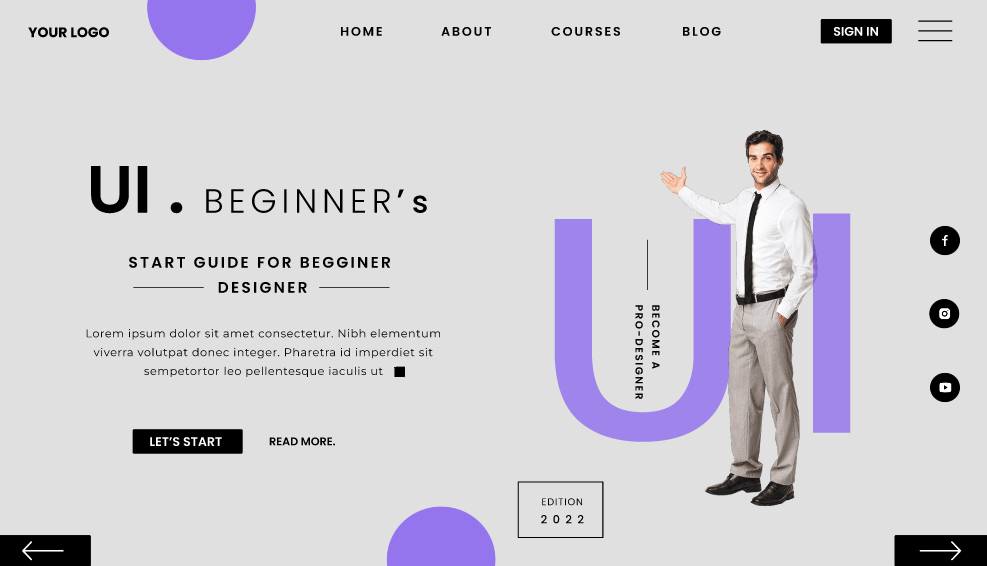 YOUR LOGO
HOME ABOUT COURSES BLOG
SIGN IN
UI . BEGINNER’s
START GUIDE FOR BEGGINER
DESIGNER
Lorem ipsum dolor sit amet consectetur. Nibh elementum
viverra volutpat donec integer. Pharetra id imperdiet sit
sempetortor leo pellentesque iaculis ut
LET’S START
READ MORE.
UI
BECOME A
PRO-DESIGNER
EDITION
2022